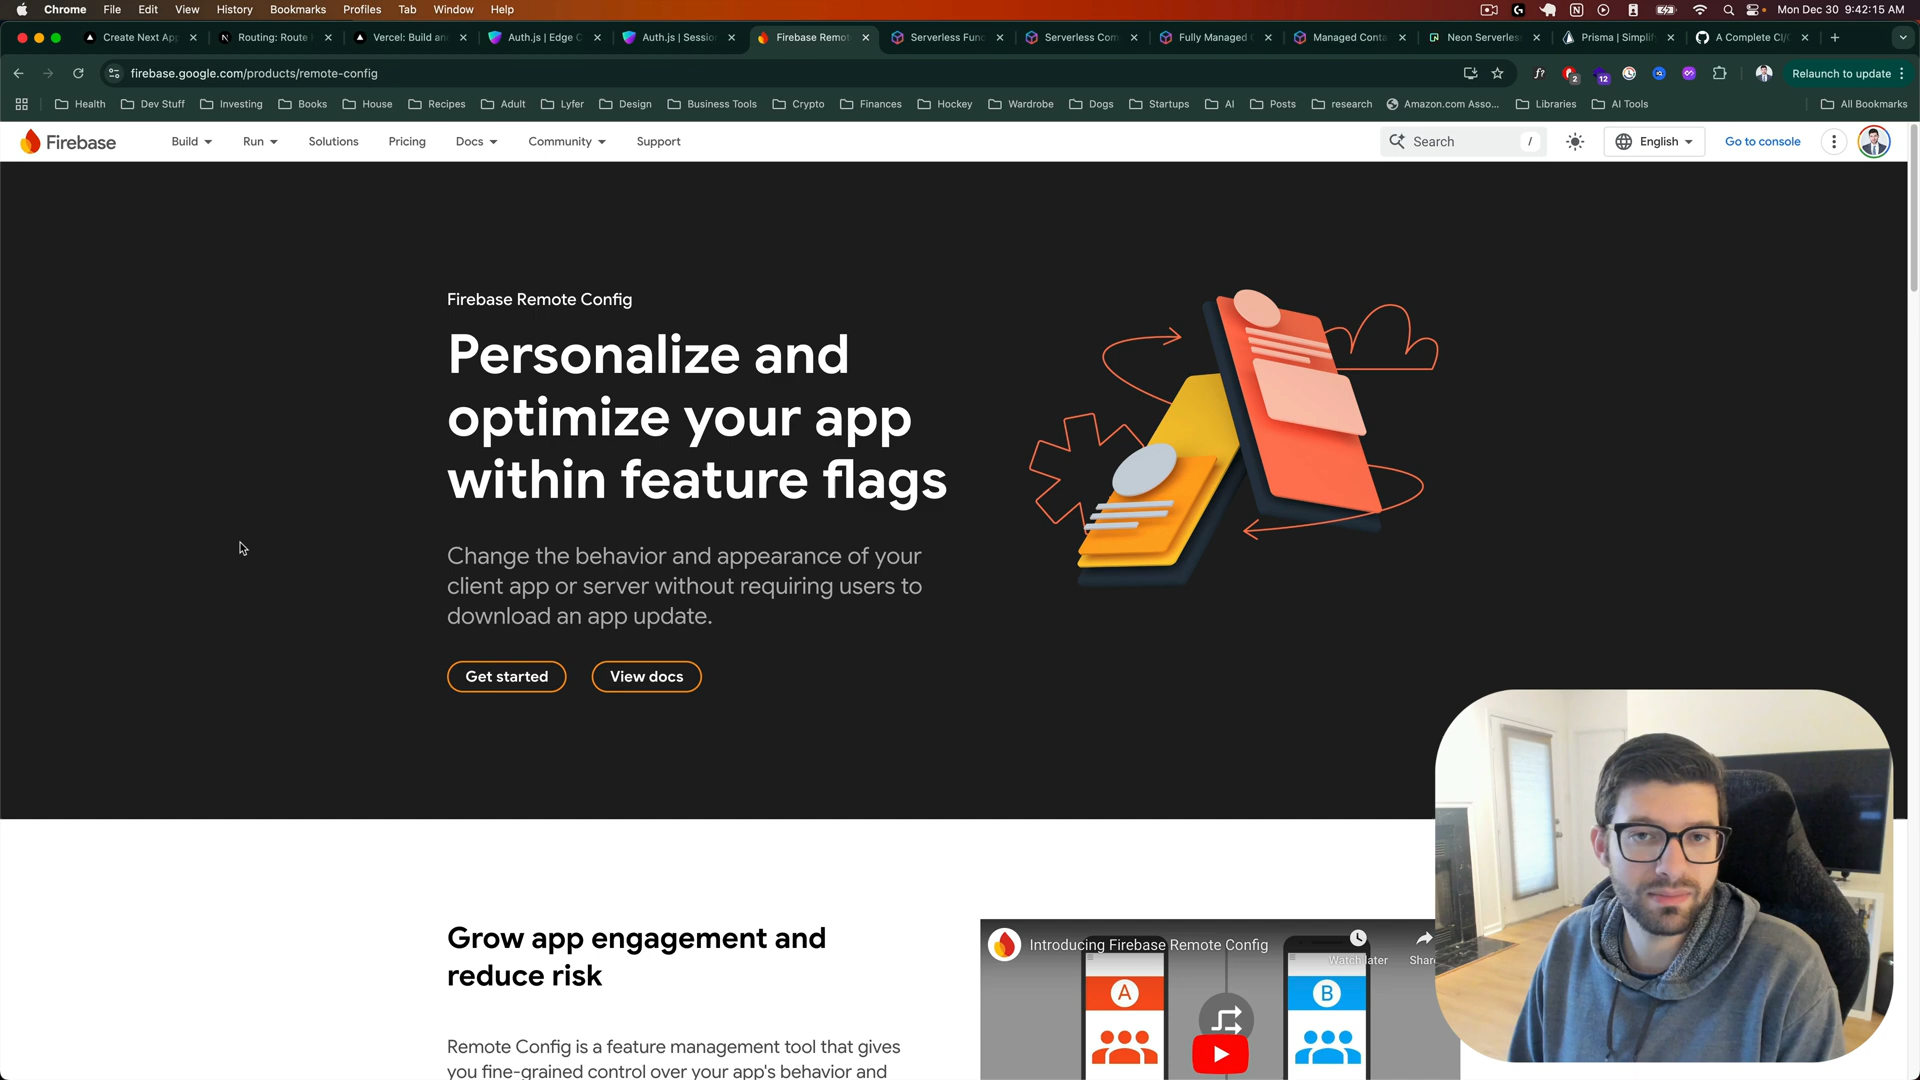 Chrome File Edit View History Bookmarks Profiles Tab Window Help Mon Dec 30 9:42:15 AM
Create Next App Routing: Route Vercel: Build and Auth.js | Edge C Auth.js | Sessio Firebase Remot Serverless Func Serverless Com Fully Managed Managed Conta Neon Serverless Prisma | Simplif A Complete CI/
firebase.google.com/products/remote-config 2 12 Relaunch to update
Health Dev Stuff Investing Books House Recipes Adult Lyfer Design Business Tools Crypto Finances Hockey Wardrobe Dogs Startups AI Posts research Amazon.com Asso... Libraries AI Tools All Bookmarks
Firebase Build Run Solutions Pricing Docs Community Support Search / English Go to console
Firebase Remote Config
Personalize and
optimize your app
within feature flags
Change the behavior and appearance of your
client app or server without requiring users to
download an app update.
Get started View docs
Grow app engagement and
reduce risk
Introducing Firebase Remote Config
Watch later Share
A B
Remote Config is a feature management tool that gives
you fine-grained control over your app's behavior and